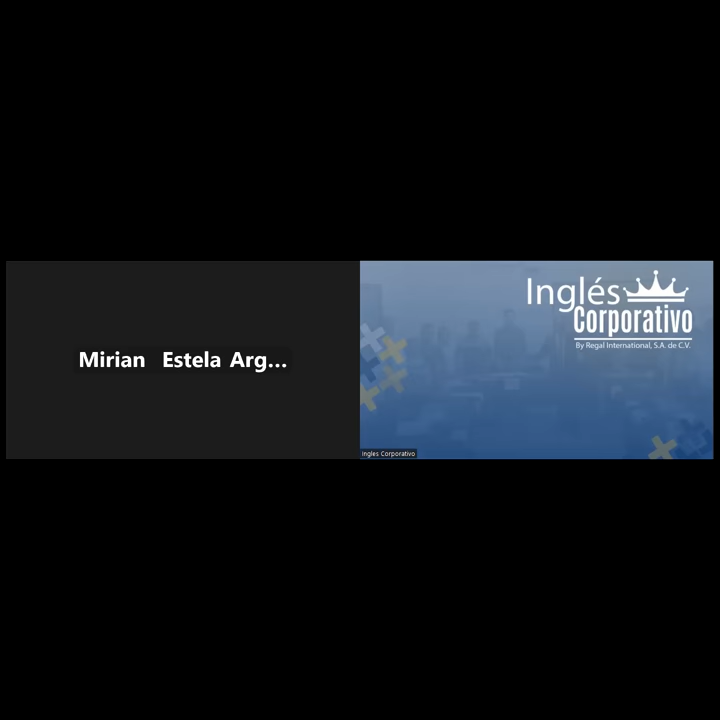 Mirian Estela Arg...
Inglés
Corporativo
By Regal International, S.A. de C.V.
Ingles Corporativo